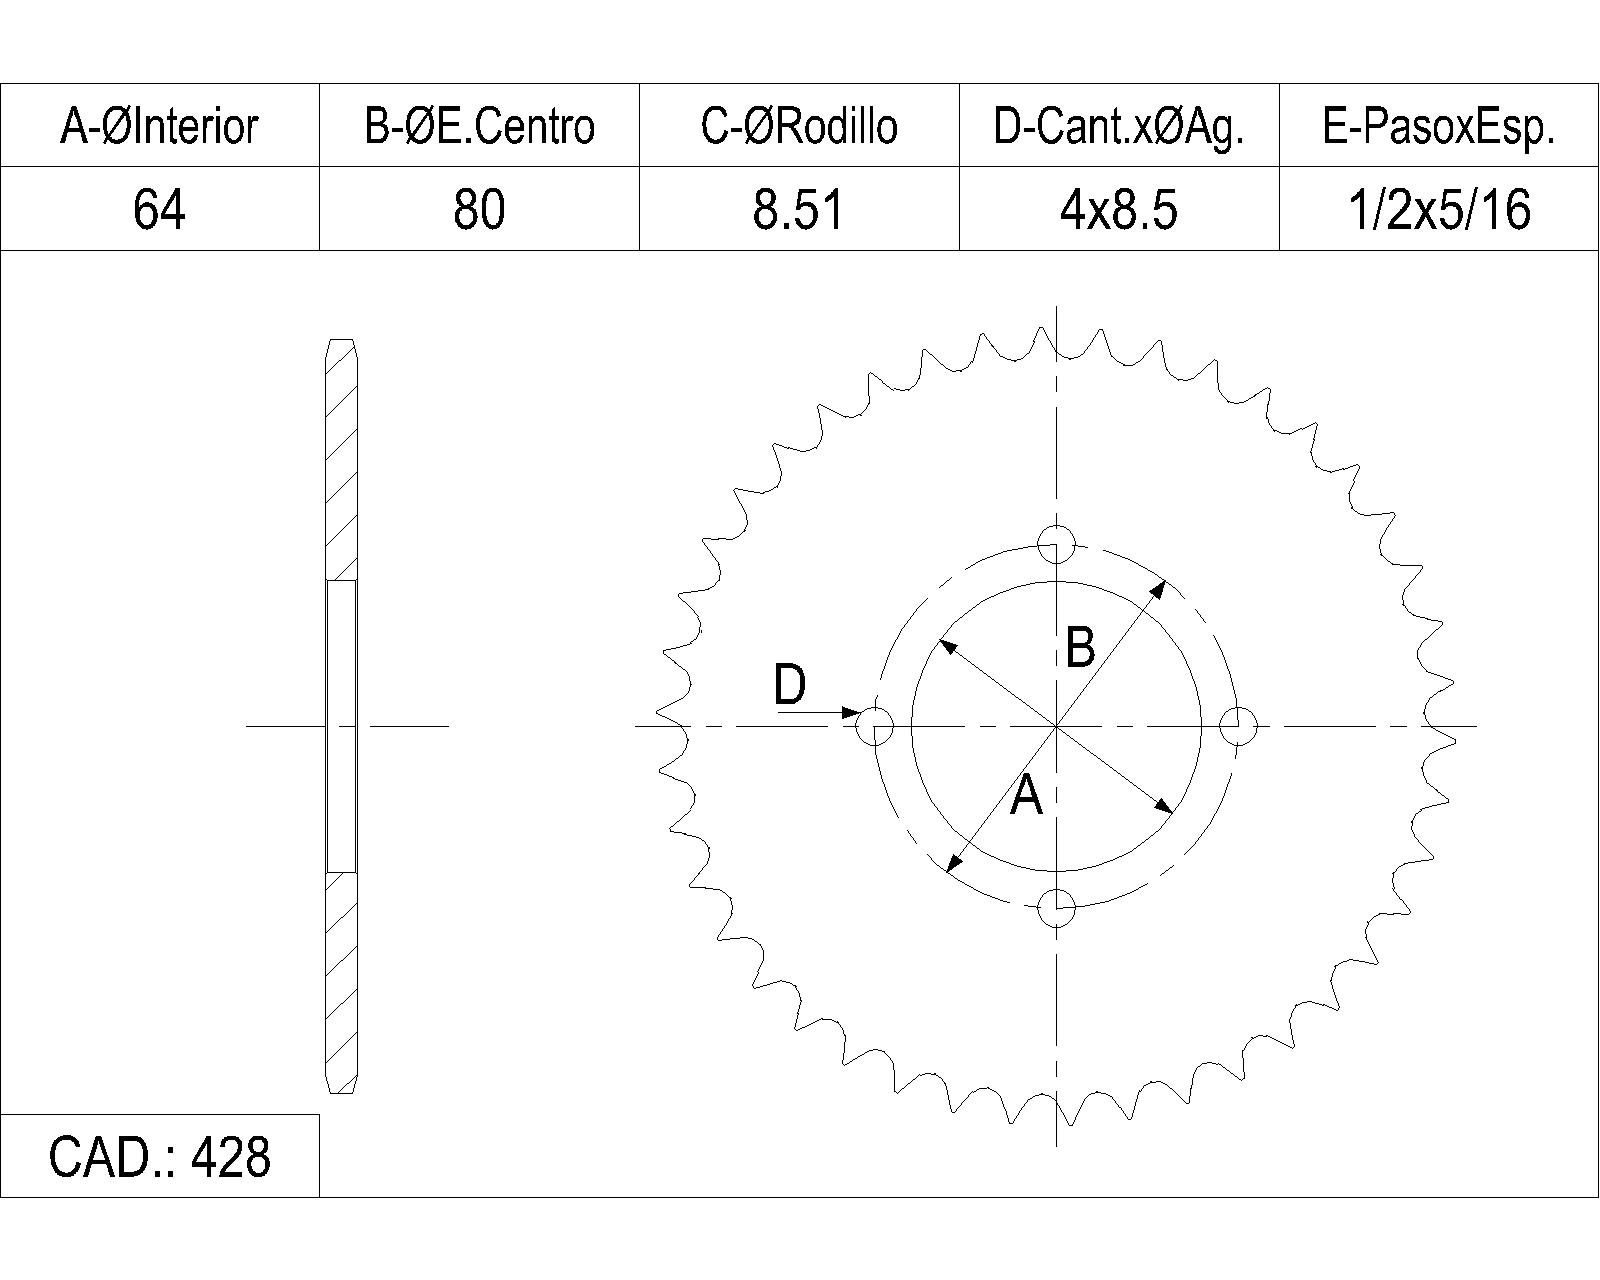 A-ØInterior B-ØE.Centro C-ØRodillo D-Cant.xØAg. E-PasoxEsp.
64 80 8.51 4x8.5 1/2x5/16
B
D
A
CAD.: 428